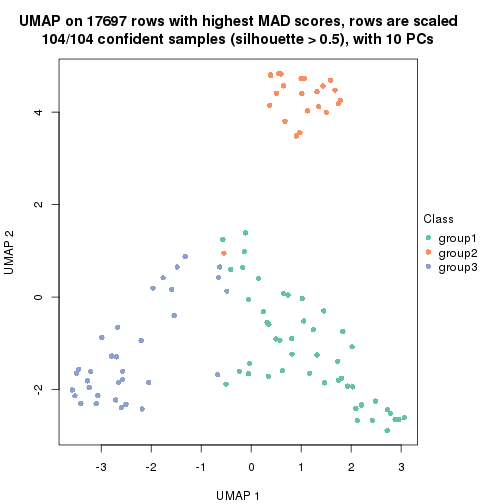 UMAP on 17697 rows with highest MAD scores, rows are scaled
104/104 confident samples (silhouette > 0.5), with 10 PCs
4
2
0
-2
UMAP 2
-3
-2
-1
0
1
2
3
UMAP 1
Class
group1
group2
group3